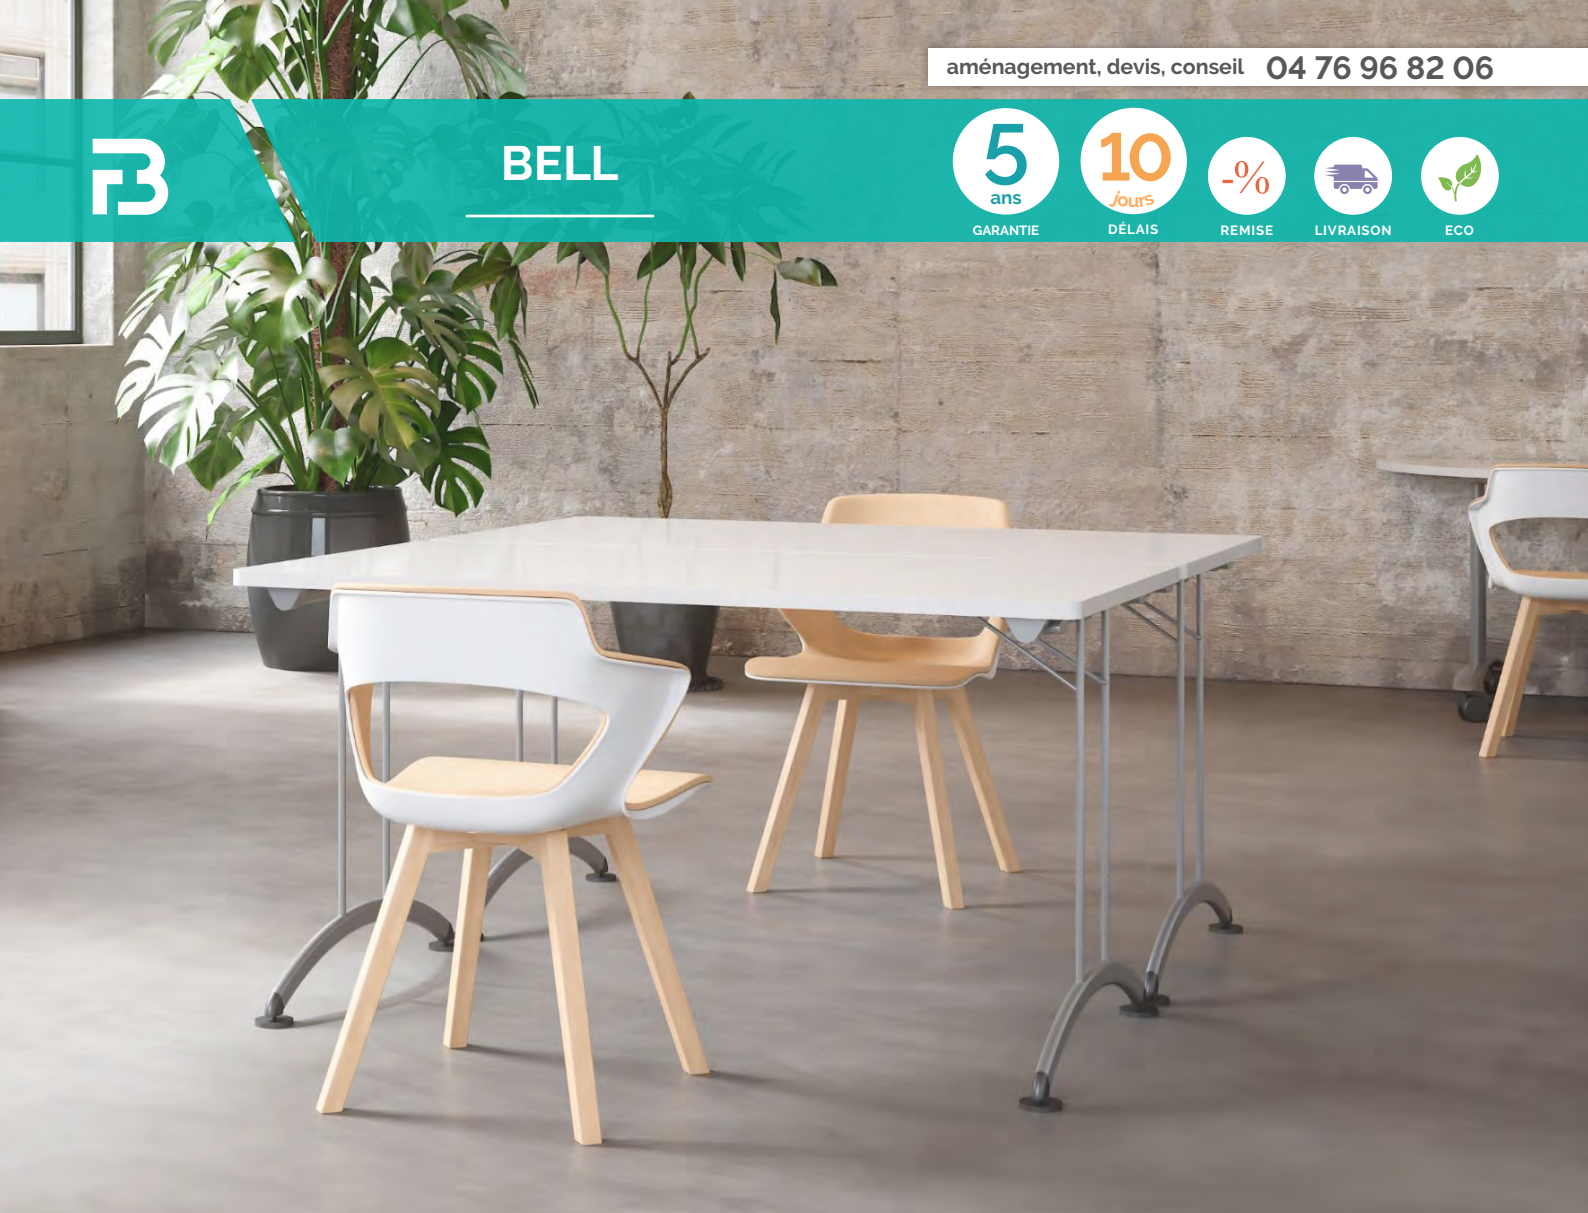 aménagement, devis, conseil 04 76 96 82 06
FB
BELL
5 ans GARANTIE
10 jours DÉLAIS
-% REMISE
LIVRAISON
ECO